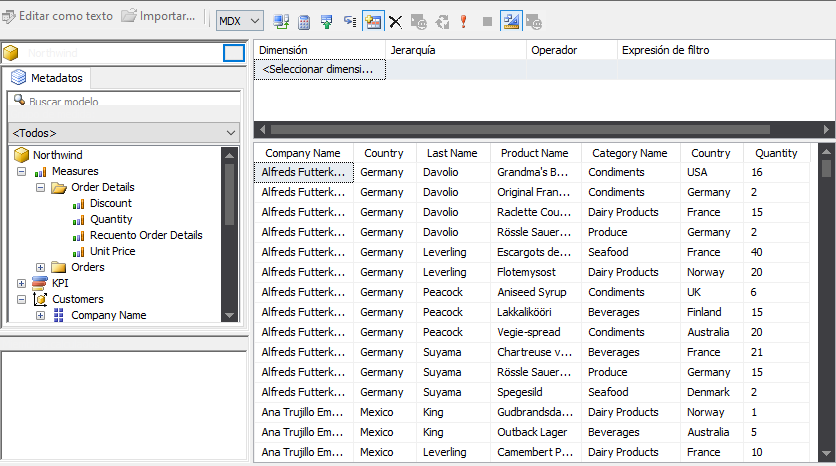 Editar como texto Importar... MDX
Northwind
Metadatos
Buscar modelo
<Todos>
Northwind
Measures
Order Details
Discount
Quantity
Recuento Order Details
Unit Price
Orders
KPI
Customers
Company Name
Dimensión Jerarquía Operador Expresión de filtro
<Seleccionar dimensi...
Company Name Country Last Name Product Name Category Name Country Quantity
Alfreds Futterk... Germany Davolio Grandma's B... Condiments USA 16
Alfreds Futterk... Germany Davolio Original Fran... Condiments Germany 2
Alfreds Futterk... Germany Davolio Raclette Cou... Dairy Products France 15
Alfreds Futterk... Germany Davolio Rössle Sauer... Produce Germany 2
Alfreds Futterk... Germany Leverling Escargots de... Seafood France 40
Alfreds Futterk... Germany Leverling Flotemysost Dairy Products Norway 20
Alfreds Futterk... Germany Peacock Aniseed Syrup Condiments UK 6
Alfreds Futterk... Germany Peacock Lakkalikööri Beverages Finland 15
Alfreds Futterk... Germany Peacock Vegie-spread Condiments Australia 20
Alfreds Futterk... Germany Suyama Chartreuse v... Beverages France 21
Alfreds Futterk... Germany Suyama Rössle Sauer... Produce Germany 15
Alfreds Futterk... Germany Suyama Spegesild Seafood Denmark 2
Ana Trujillo Em... Mexico King Gudbrandsda... Dairy Products Norway 1
Ana Trujillo Em... Mexico King Outback Lager Beverages Australia 5
Ana Trujillo Em... Mexico Leverling Camembert P... Dairy Products France 10